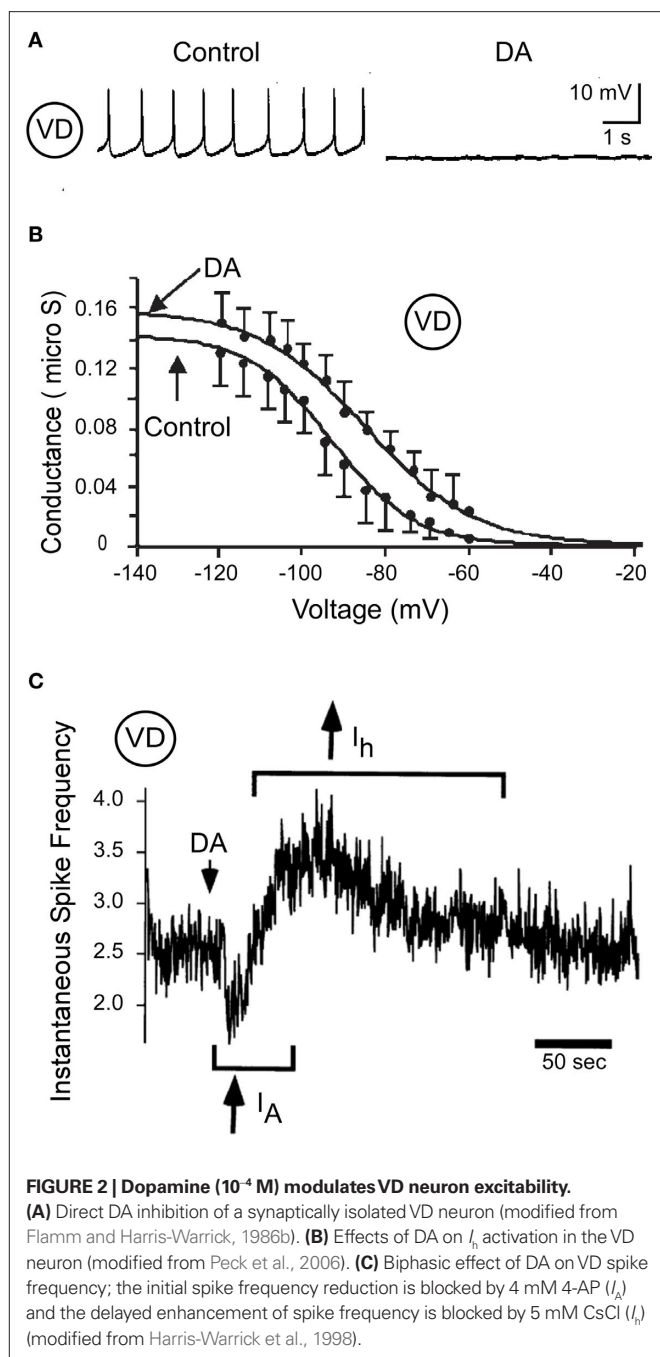 A
Control
DA
VD
10 mV
1 s
B
DA
VD
Control
Conductance ( micro S)
0.16
0.12
0.08
0.04
0
-140 -120 -100 -80 -60 -40 -20
Voltage (mV)
C
VD
I_h
DA
Instantaneous Spike Frequency
4.0
3.5
3.0
2.5
2.0
50 sec
I_A
FIGURE 2 | Dopamine (10⁻⁴ M) modulates VD neuron excitability.
(A) Direct DA inhibition of a synaptically isolated VD neuron (modified from
Flamm and Harris-Warrick, 1986b). (B) Effects of DA on I_h activation in the VD
neuron (modified from Peck et al., 2006). (C) Biphasic effect of DA on VD spike
frequency; the initial spike frequency reduction is blocked by 4 mM 4-AP (I_A)
and the delayed enhancement of spike frequency is blocked by 5 mM CsCl (I_h)
(modified from Harris-Warrick et al., 1998).